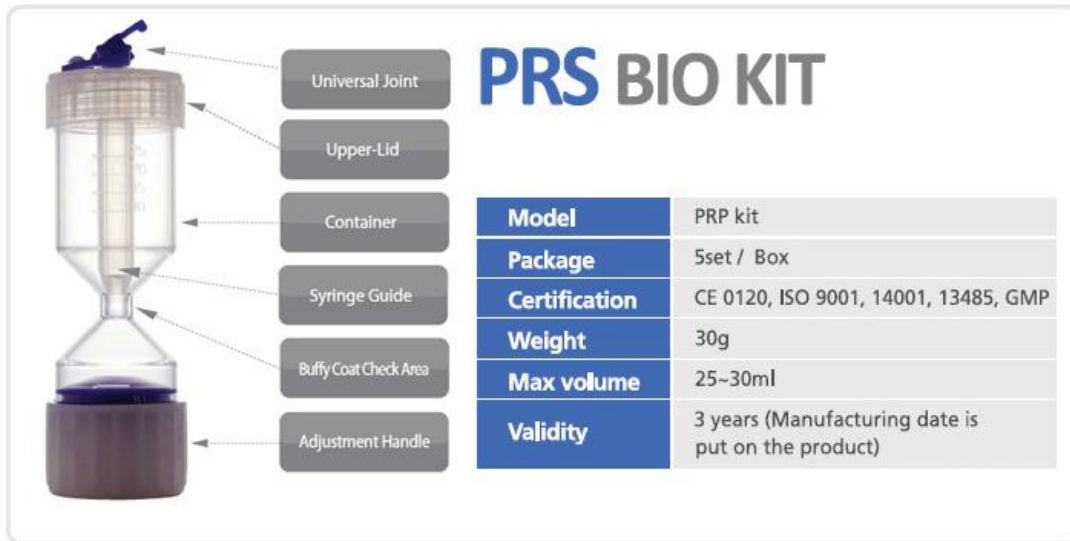 PRS BIO KIT
Universal Joint
Upper-Lid
Container
Syringe Guide
Buffy Coat Check Area
Adjustment Handle
Model PRP kit
Package 5set / Box
Certification CE 0120, ISO 9001, 14001, 13485, GMP
Weight 30g
Max volume 25~30ml
Validity 3 years (Manufacturing date is
put on the product)